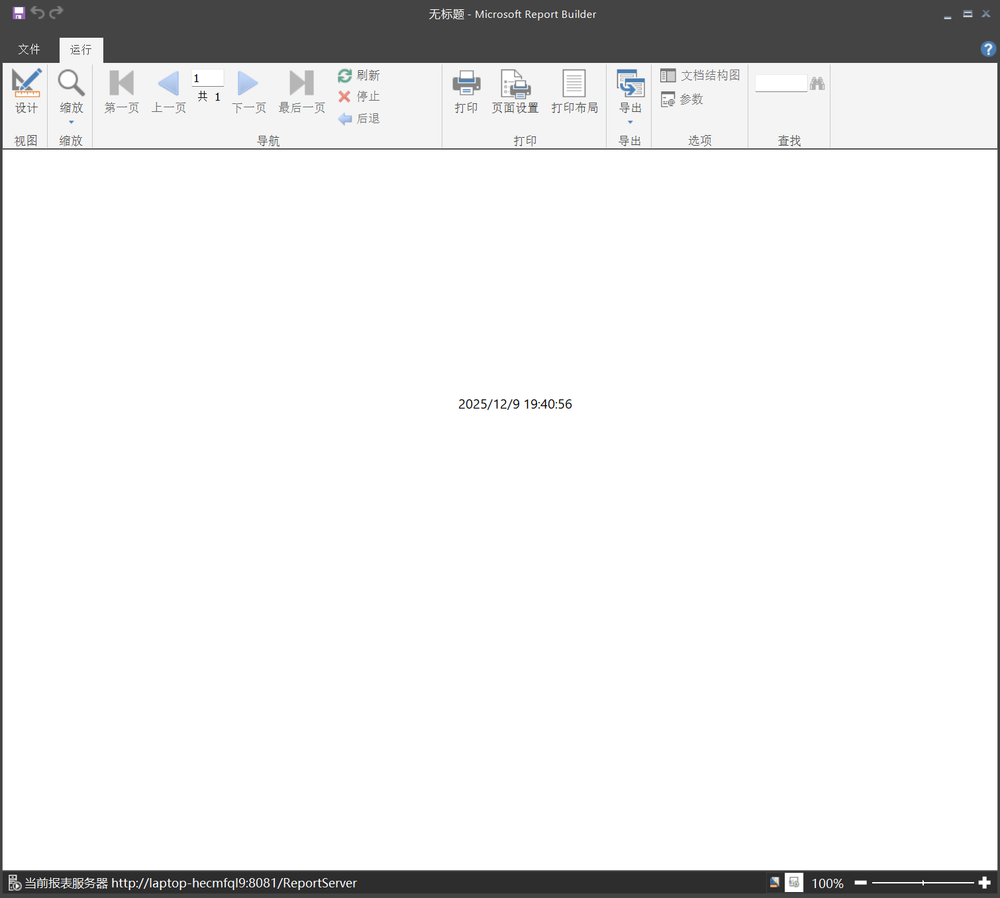 无标题 - Microsoft Report Builder
文件 运行
设计 缩放 第一页 上一页 1 共 1 下一页 最后一页 刷新 停止 后退 打印 页面设置 打印布局 导出 文档结构图 参数
视图 缩放 导航 打印 导出 选项 查找
2025/12/9 19:40:56
当前报表服务器 http://laptop-hecmfql9:8081/ReportServer 100%